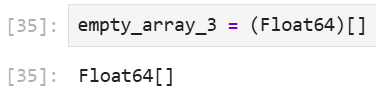 [35]: empty_array_3 = (Float64)[]
[35]: Float64[]